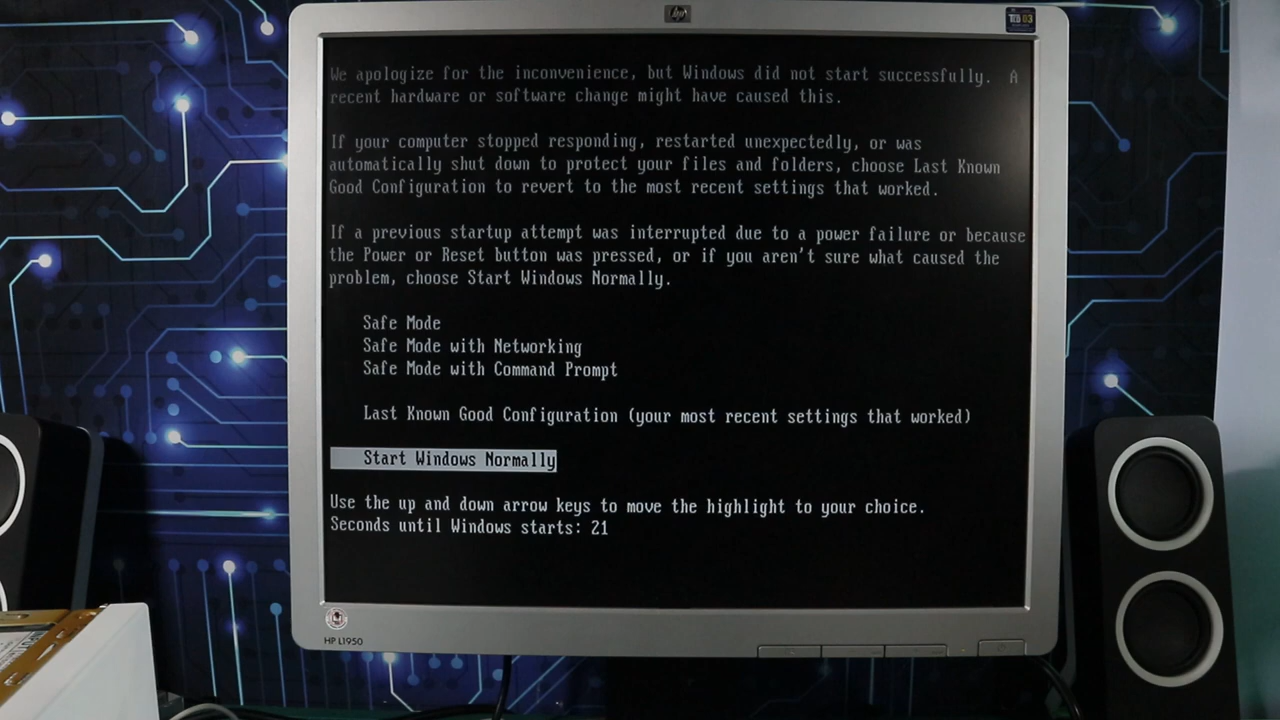 hp
TCO 03
We apologize for the inconvenience, but Windows did not start successfully. A
recent hardware or software change might have caused this.
If your computer stopped responding, restarted unexpectedly, or was
automatically shut down to protect your files and folders, choose Last Known
Good Configuration to revert to the most recent settings that worked.
If a previous startup attempt was interrupted due to a power failure or because
the Power or Reset button was pressed, or if you aren't sure what caused the
problem, choose Start Windows Normally.
Safe Mode
Safe Mode with Networking
Safe Mode with Command Prompt
Last Known Good Configuration (your most recent settings that worked)
Start Windows Normally
Use the up and down arrow keys to move the highlight to your choice.
Seconds until Windows starts: 21
HP L1950